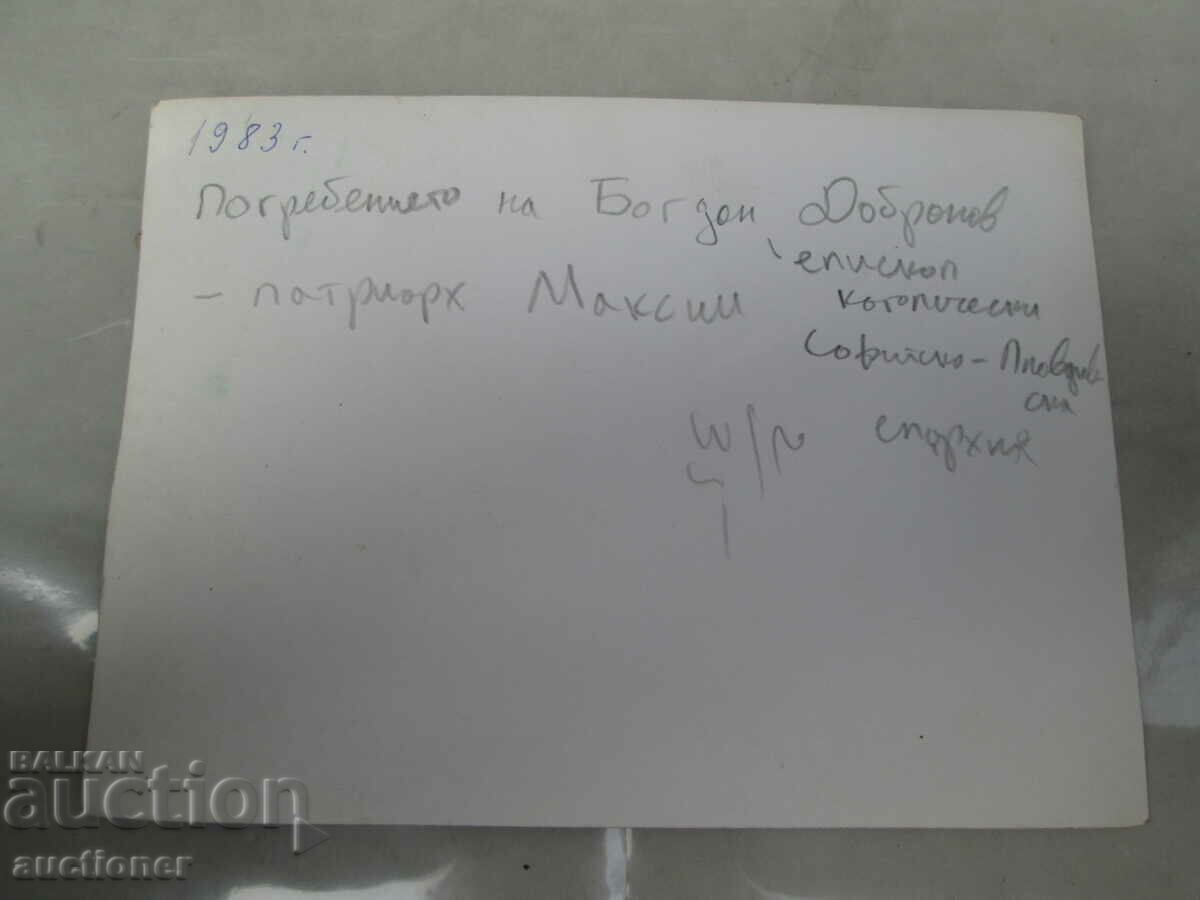 1983 г.
Погребението на Богдан Добранов
епископ
- патриарх Максим католически
Софийско-Пловдив-
ска
епархия
BALKAN
auction
auctioner